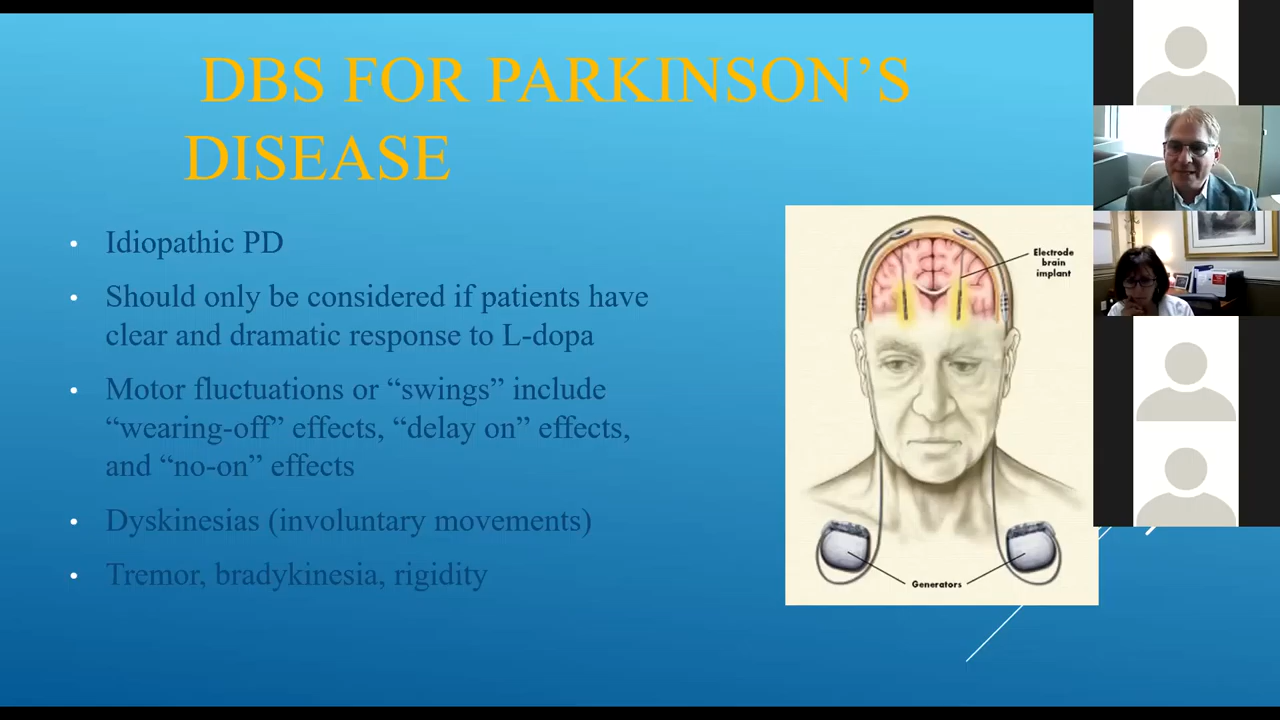 DBS FOR PARKINSON’S
DISEASE
Idiopathic PD
Should only be considered if patients have
clear and dramatic response to L-dopa
Motor fluctuations or “swings” include
“wearing-off” effects, “delay on” effects,
and “no-on” effects
Dyskinesias (involuntary movements)
Tremor, bradykinesia, rigidity
Electrode
brain
implant
Generators